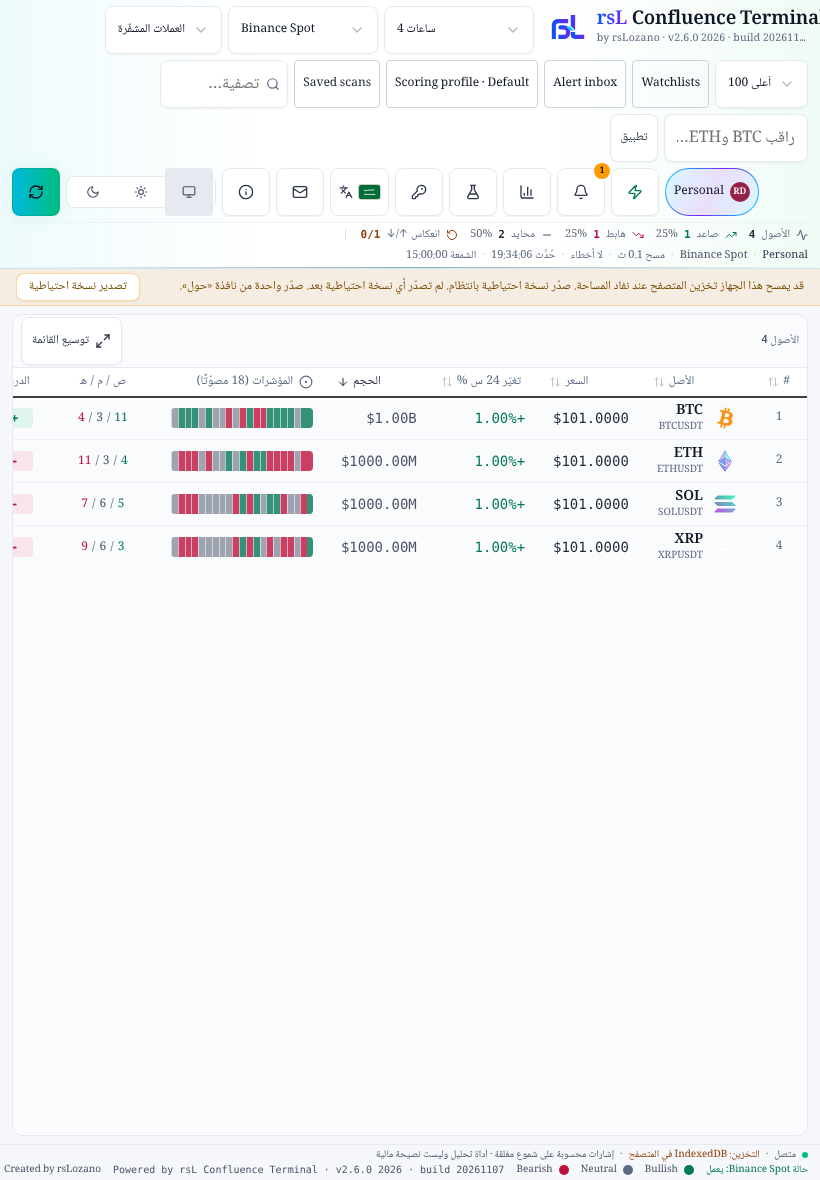 rsL Confluence Terminal
by rsLozano · v2.6.0 2026 · build 202611...
4 ساعات
Binance Spot
العملات المشفّرة
أعلى 100
Watchlists
Alert inbox
Scoring profile · Default
Saved scans
تصفية...
راقب BTC وETH...
تطبيق
RD Personal
1
الأصول 4 صاعد 1 25% هابط 1 25% محايد 2 50% انعكاس ↑/↓ 0/1
Personal · Binance Spot · مسح 0,1 ث · لا أخطاء · حُدِّث 19:34:06 · الشمعة 15:00:00
قد يمسح هذا الجهاز تخزين المتصفح عند نفاد المساحة. صدّر نسخة احتياطية بانتظام. لم تصدّر أي نسخة احتياطية بعد. صدّر واحدة من نافذة «حول».
تصدير نسخة احتياطية
الأصول 4
توسيع القائمة
# الأصل السعر تغيّر 24 س % الحجم ↓ المؤشرات (18 مصوّتًا) ص / م / هـ الدر
1 BTC $101.0000 +1.00% $1.00B 11 / 3 / 4 +
BTCUSDT
2 ETH $101.0000 +1.00% $1000.00M 4 / 3 / 11 -
ETHUSDT
3 SOL $101.0000 +1.00% $1000.00M 5 / 6 / 7 -
SOLUSDT
4 XRP $101.0000 +1.00% $1000.00M 3 / 6 / 9 -
XRPUSDT
متصل · التخزين: IndexedDB في المتصفح · إشارات محسوبة على شموع مغلقة · أداة تحليل وليست نصيحة مالية
حالة Binance Spot: يعمل Bullish Neutral Bearish Powered by rsL Confluence Terminal · v2.6.0 2026 · build 20261107 Created by rsLozano